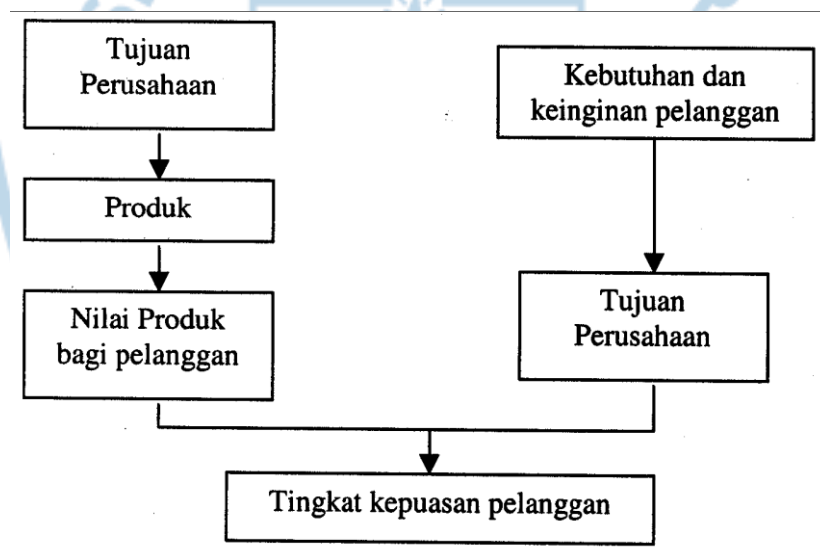 Tujuan
Perusahaan
Kebutuhan dan
keinginan pelanggan
Produk
Nilai Produk
bagi pelanggan
Tujuan
Perusahaan
Tingkat kepuasan pelanggan